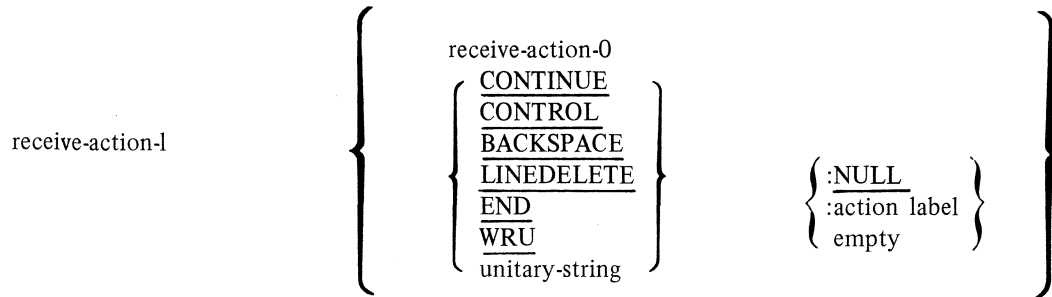 receive-action-1
receive-action-0
CONTINUE
CONTROL
BACKSPACE
LINEDELETE
END
WRU
unitary-string
:NULL
:action label
empty